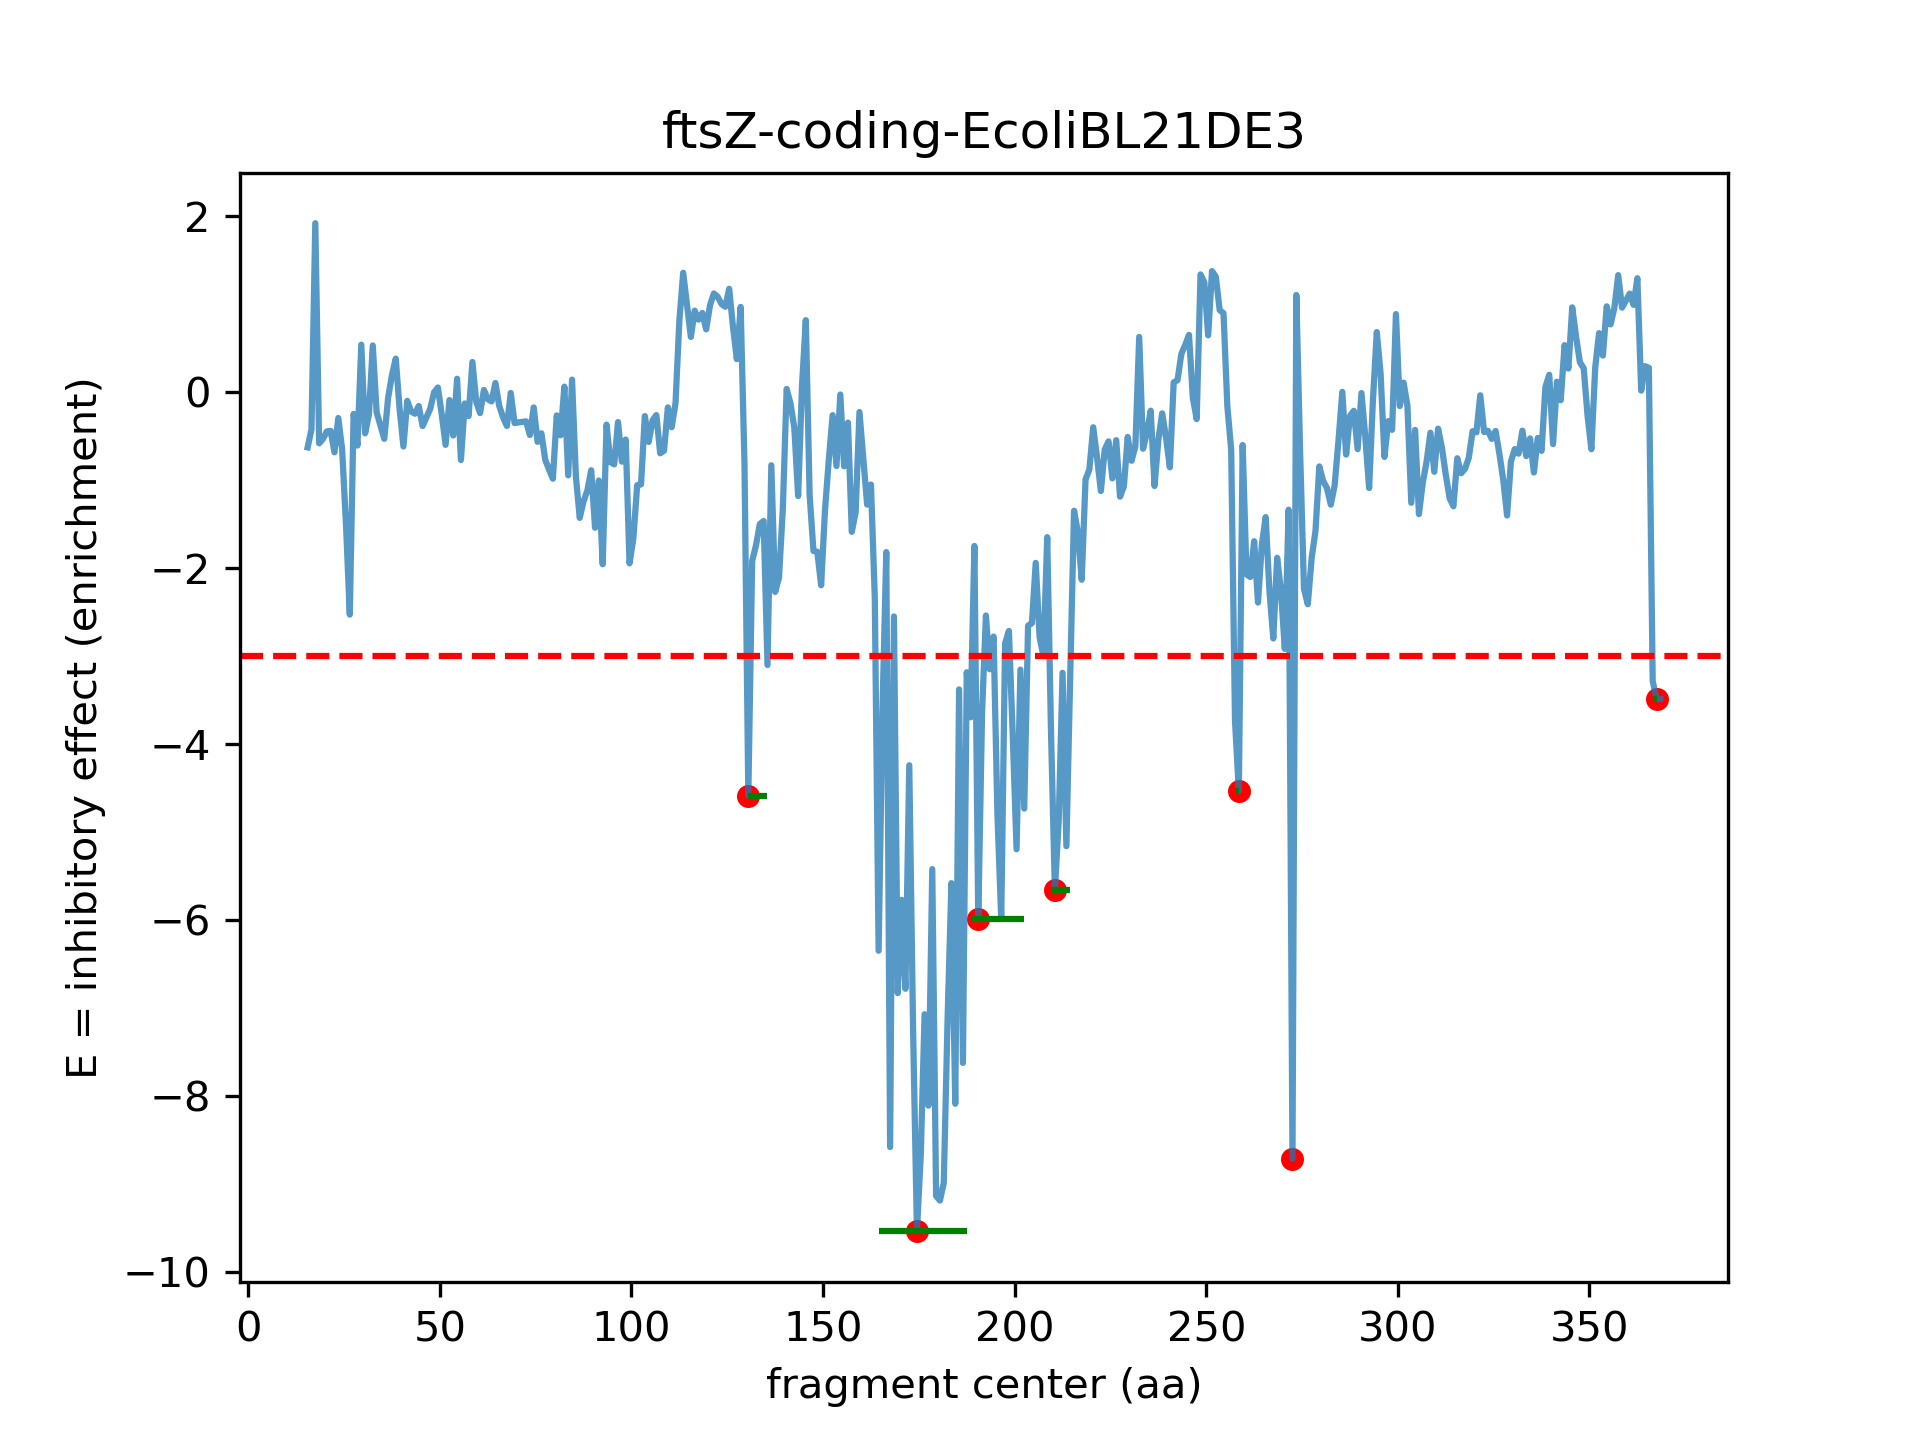 ftsZ-coding-EcoliBL21DE3
E = inhibitory effect (enrichment)
2
0
−2
−4
−6
−8
−10
0 50 100 150 200 250 300 350
fragment center (aa)